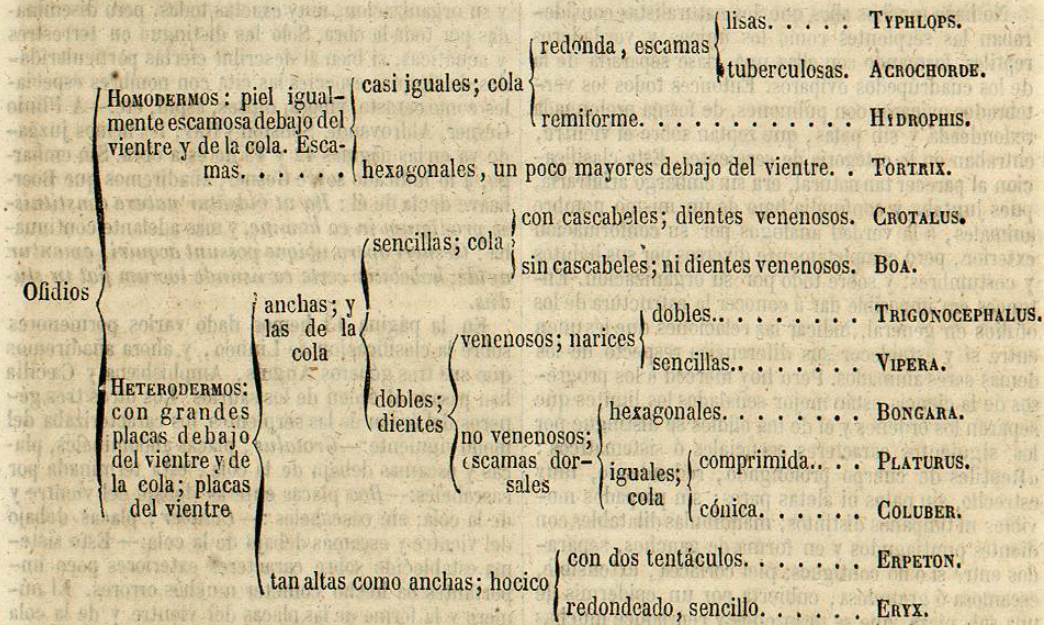 lisas. . . . . . TYPHLOPS.
redonda, escamas
tuberculosas. ACROCHORDE.
casi iguales; cola
HOMODERMOS: piel igual-
mente escamosa debajo del
vientre y de la cola. Esca-
mas. . . . . .
remiforme. . . . . . . . . . . HYDROPHIS.
hexagonales, un poco mayores debajo del vientre. . TORTRIX.
con cascabeles; dientes venenosos. CROTALUS.
sencillas; cola
sin cascabeles; ni dientes venenosos. BOA.
Ofidios
anchas; y
las de la
cola
dobles.. . . . . . . TRIGONOCEPHALUS.
venenosos; narices
sencillas.. . . . . . VIPERA.
HETERODERMOS:
con grandes
placas debajo
del vientre y de
la cola; placas
del vientre
dobles;
dientes
hexagonales. . . . . . . . BONGARA.
no venenosos;
escamas dor-
sales
iguales;
cola
comprimida.. . . PLATURUS.
cónica. . . . . . COLUBER.
con dos tentáculos. . . . . . ERPETON.
tan altas como anchas; hocico
redondeado, sencillo. . . . . . ERYX.